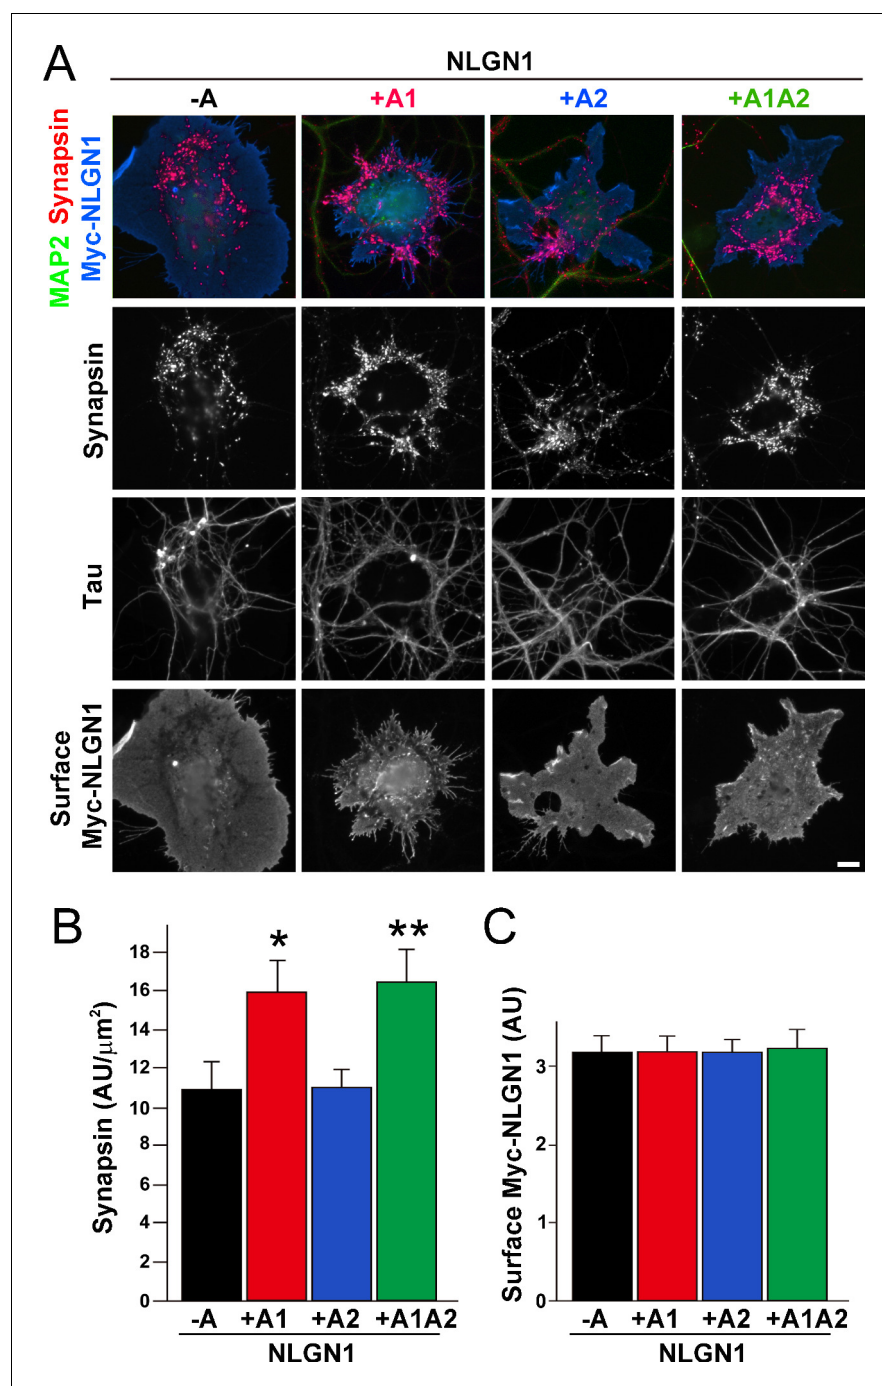 A
NLGN1
-A
+A1
+A2
+A1A2
MAP2 Synapsin
Myc-NLGN1
Synapsin
Tau
Surface
Myc-NLGN1
B
Synapsin (AU/μm²)
18
16
14
12
10
8
6
4
2
0
*
**
-A
+A1
+A2
+A1A2
NLGN1
C
Surface Myc-NLGN1 (AU)
3
2
1
0
-A
+A1
+A2
+A1A2
NLGN1